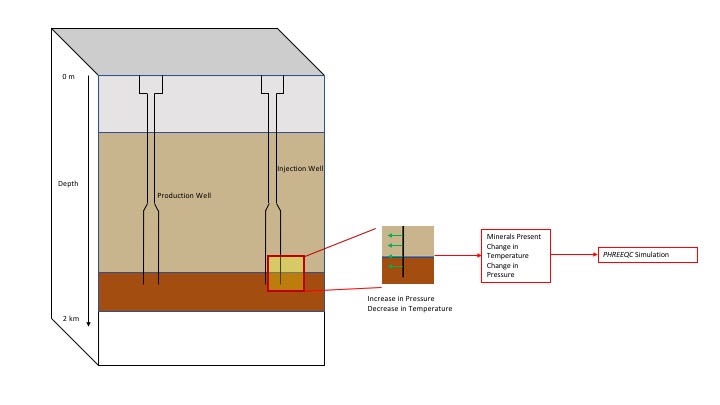 0 m
Injection Well
Depth
Production Well
2 km
Increase in Pressure
Decrease in Temperature
Minerals Present
Change in
Temperature
Change in
Pressure
PHREEQC Simulation